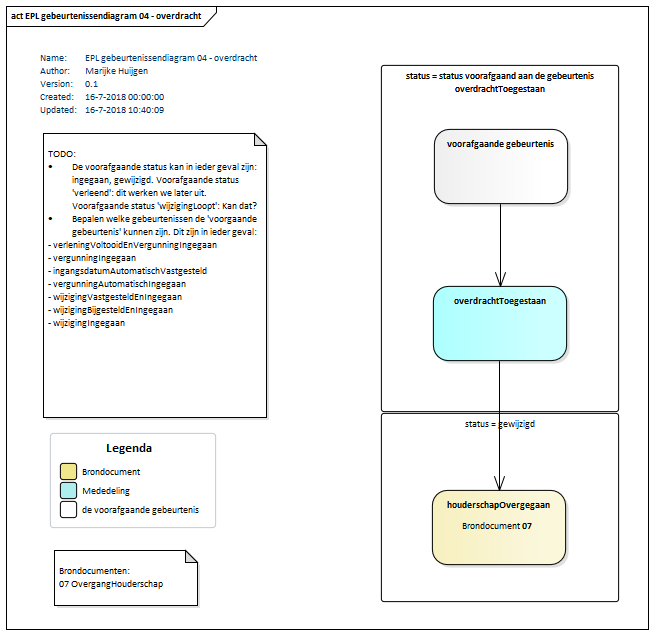 act EPL gebeurtenissendiagram 04 - overdracht
Name: EPL gebeurtenissendiagram 04 - overdracht
Author: Marijke Huijgen
Version: 0.1
Created: 16-7-2018 00:00:00
Updated: 16-7-2018 10:40:09
TODO:
• De voorafgaande status kan in ieder geval zijn:
ingegaan, gewijzigd. Voorafgaande status
'verleend': dit werken we later uit.
Voorafgaande status 'wijzigingLoopt': Kan dat?
• Bepalen welke gebeurtenissen de 'voorgaande
gebeurtenis' kunnen zijn. Dit zijn in ieder geval:
- verleningVoltooidEnVergunningIngegaan
- vergunningIngegaan
- ingangsdatumAutomatischVastgesteld
- vergunningAutomatischIngegaan
- wijzigingVastgesteldEnIngegaan
- wijzigingBijgesteldEnIngegaan
- wijzigingIngegaan
Legenda
Brondocument
Mededeling
de voorafgaande gebeurtenis
Brondocumenten:
07 OvergangHouderschap
status = status voorafgaand aan de gebeurtenis
overdrachtToegestaan
voorafgaande gebeurtenis
overdrachtToegestaan
status = gewijzigd
houderschapOvergegaan
Brondocument 07